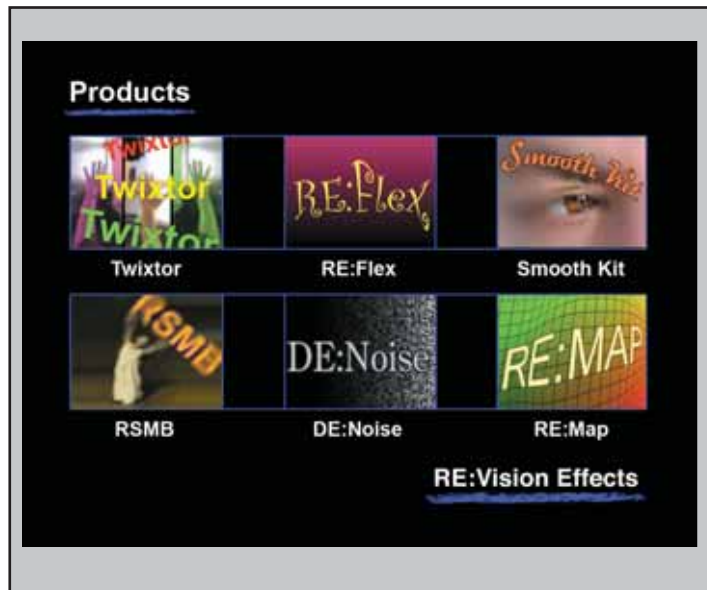 Products
Twixtor
Twixtor
Twixtor
RE:Flex
Smooth Kit
Twixtor
RE:Flex
Smooth Kit
RSMB
DE:Noise
RE:MAP
RSMB
DE:Noise
RE:Map
RE:Vision Effects